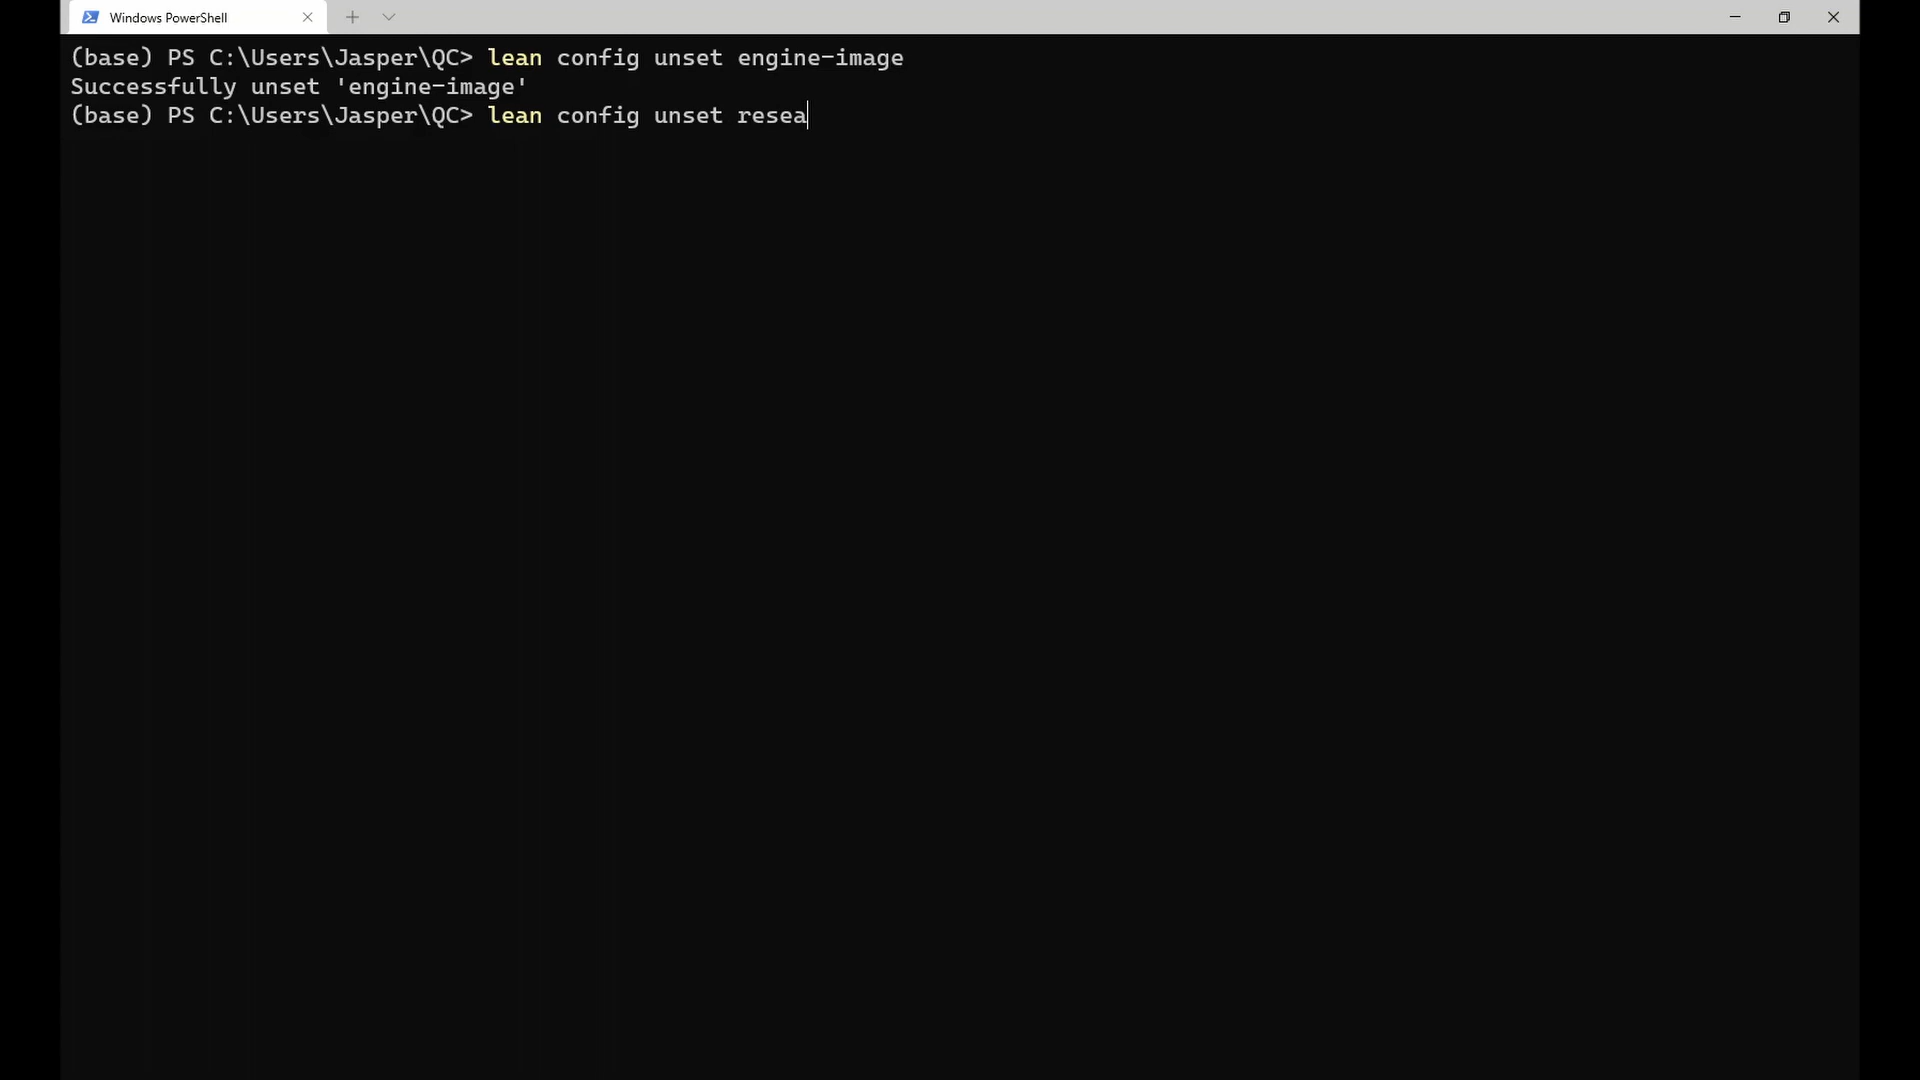 Windows PowerShell
(base) PS C:\Users\Jasper\QC> lean config unset engine-image
Successfully unset 'engine-image'
(base) PS C:\Users\Jasper\QC> lean config unset resea